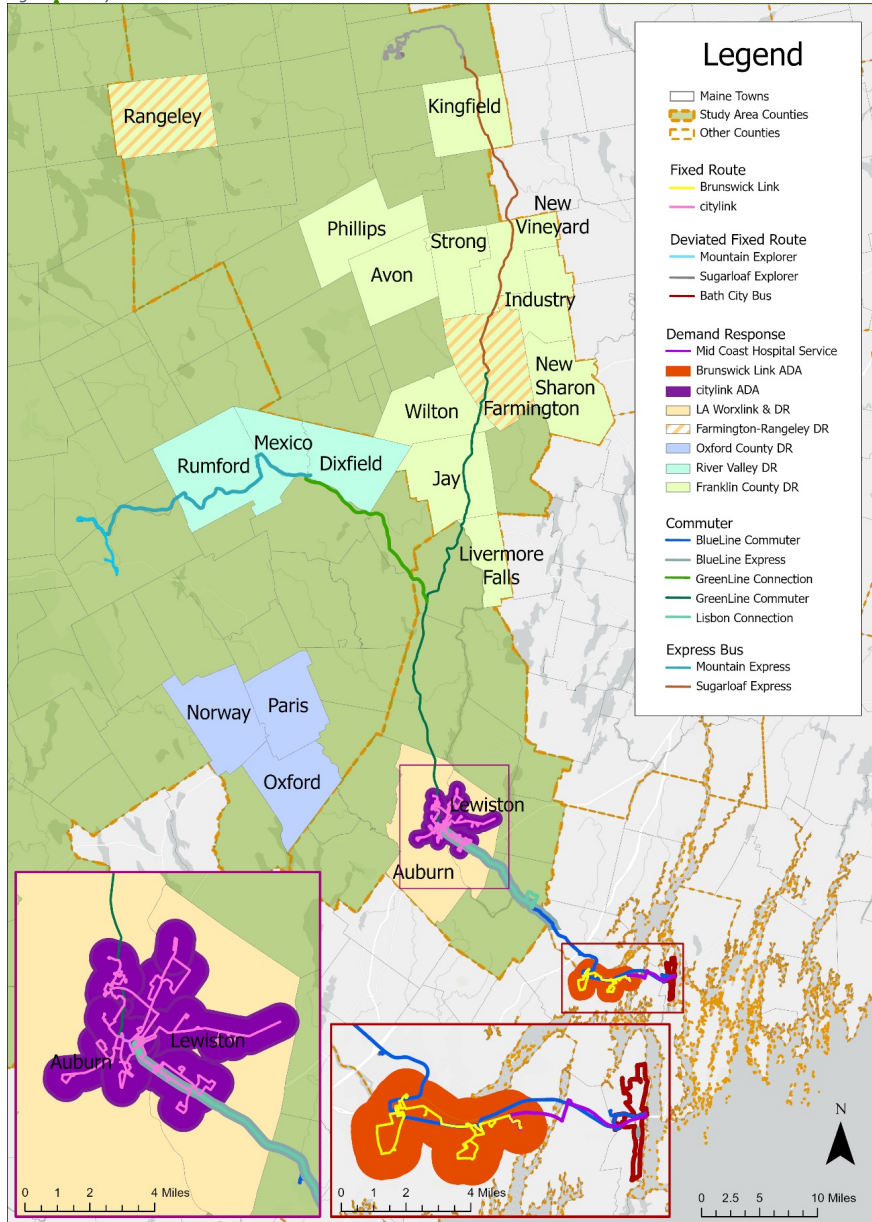 Legend
Maine Towns
Study Area Counties
Other Counties
Fixed Route
Brunswick Link
citylink
Deviated Fixed Route
Mountain Explorer
Sugarloaf Explorer
Bath City Bus
Demand Response
Mid Coast Hospital Service
Brunswick Link ADA
citylink ADA
LA Worxlink & DR
Farmington-Rangeley DR
Oxford County DR
River Valley DR
Franklin County DR
Commuter
BlueLine Commuter
BlueLine Express
GreenLine Connection
GreenLine Commuter
Lisbon Connection
Express Bus
Mountain Express
Sugarloaf Express
Rangeley
Kingfield
Phillips
Avon
Strong
New
Vineyard
Industry
New
Sharon
Farmington
Wilton
Jay
Livermore
Falls
Rumford
Mexico
Dixfield
Norway
Paris
Oxford
Lewiston
Auburn
Lewiston
Auburn
0 1 2 4 Miles
0 2 4 Miles
N
0 2.5 5 10 Miles